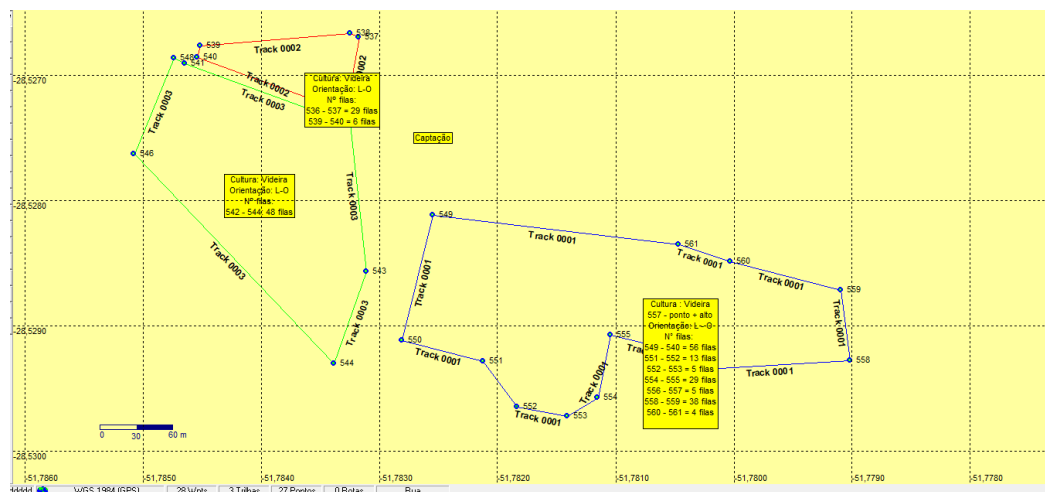 538
539
537
Track 0002
548
540
541
0002
-28,5270
Track 0002
Track 0003
Cultura: Videira
Orientação: L-O
Nº filas:
536 - 537 = 29 filas
539 - 540 = 6 filas
Track 0003
Captação
546
Cultura: Videira
Orientação: L-O
Nº filas:
542 - 544: 48 filas
Track 0003
-28,5280
549
Track 0001
561
Track 0001
560
Track 0003
Track 0001
543
Track 0001
559
Track 0003
-28,5290
Track 0001
550
555
Cultura : Videira
557 - ponto + alto
Orientação: L - O
Nº filas:
549 - 540 = 56 filas
551 - 552 = 13 filas
552 - 553 = 5 filas
554 - 555 = 29 filas
556 - 557 = 5 filas
558 - 559 = 38 filas
560 - 561 = 4 filas
Track 0001
551
544
558
Track 0001
Track 0001
554
552
Track 0001
553
0 30 60 m
-28,5300
-51,7860 -51,7850 -51,7840 -51,7830 -51,7820 -51,7810 -51,7800 -51,7790 -51,7780
ddddd WGS 1984 (GPS) 28 Wpts 3 Trilhas 27 Pontos 0 Rotas Rua